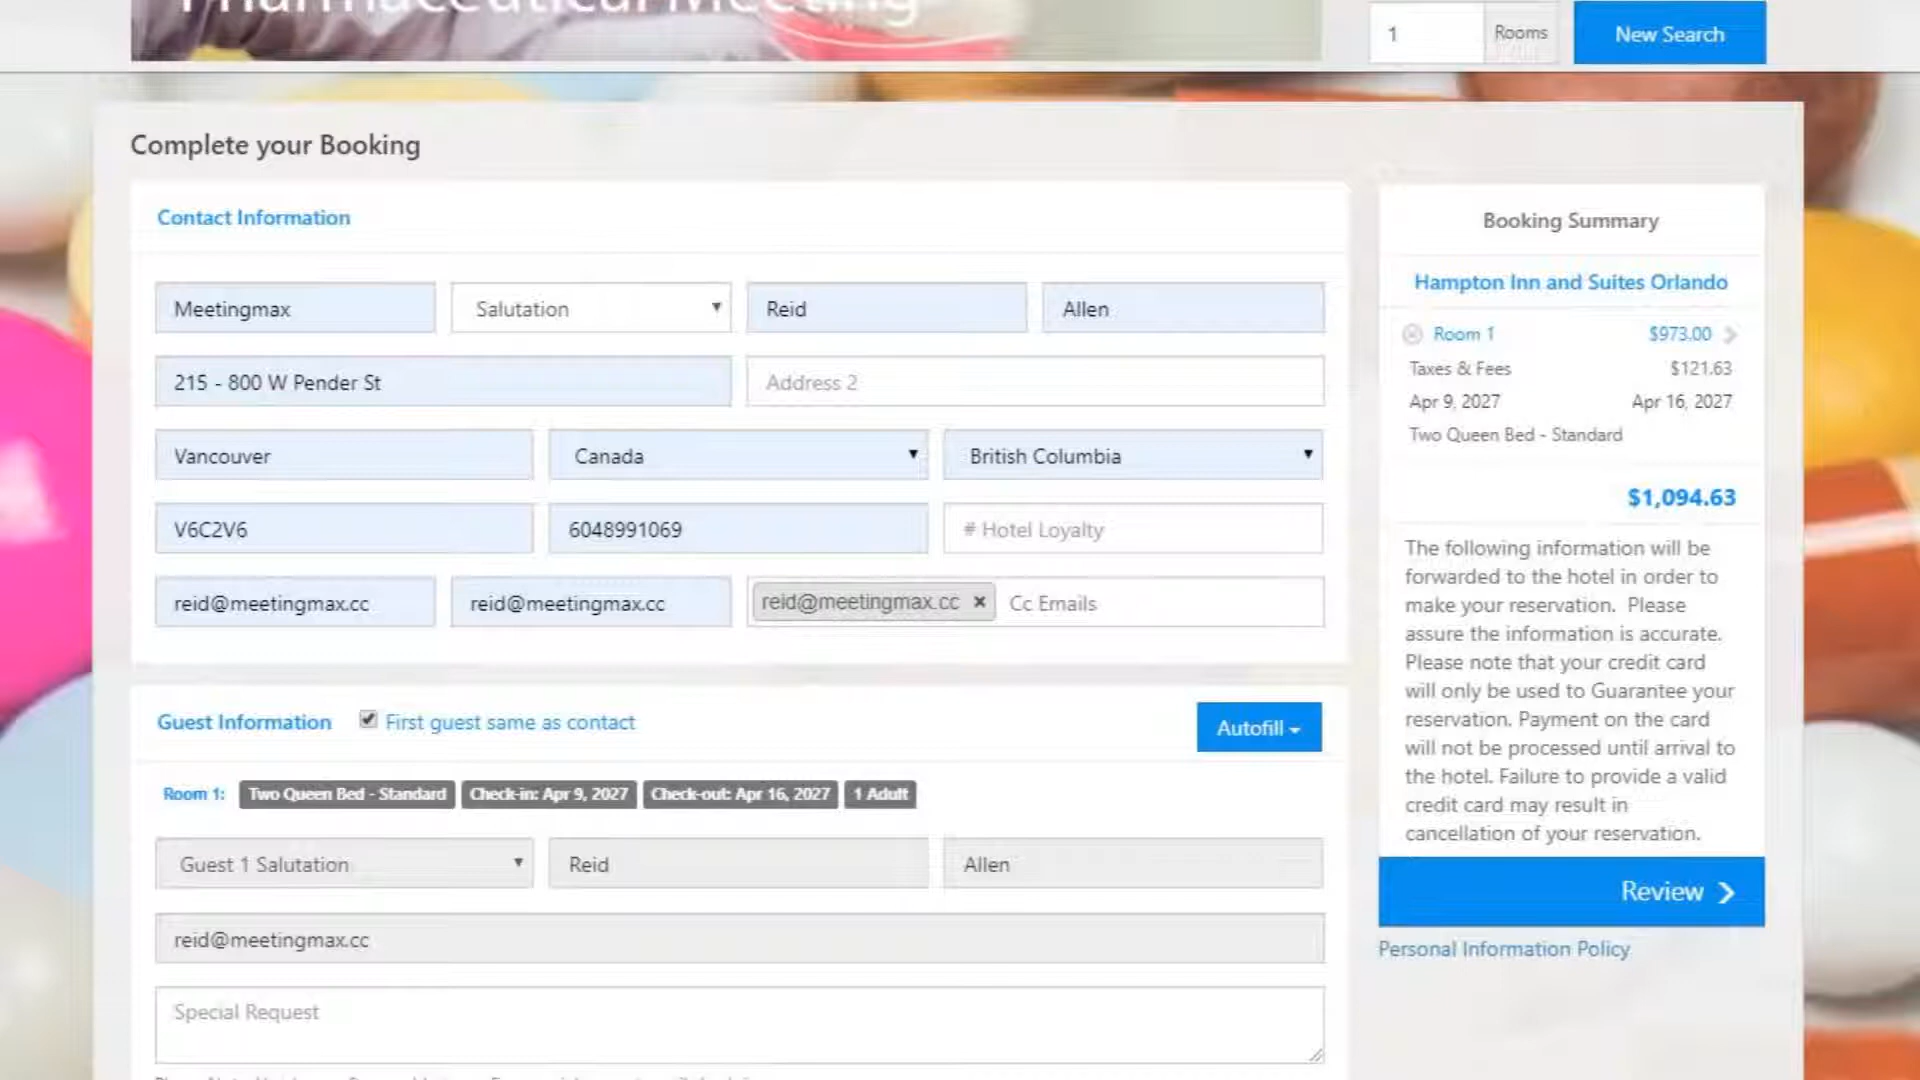 Pharmaceutical Meeting
1 Rooms New Search
Complete your Booking
Contact Information
Meetingmax Salutation Reid Allen
215 - 800 W Pender St Address 2
Vancouver Canada British Columbia
V6C2V6 6048991069 # Hotel Loyalty
reid@meetingmax.cc reid@meetingmax.cc reid@meetingmax.cc × Cc Emails
Guest Information First guest same as contact Autofill
Room 1: Two Queen Bed - Standard Check-in: Apr 9, 2027 Check-out: Apr 16, 2027 1 Adult
Guest 1 Salutation Reid Allen
reid@meetingmax.cc
Special Request
Booking Summary
Hampton Inn and Suites Orlando
Room 1 $973.00
Taxes & Fees $121.63
Apr 9, 2027 Apr 16, 2027
Two Queen Bed - Standard
$1,094.63
The following information will be
forwarded to the hotel in order to
make your reservation. Please
assure the information is accurate.
Please note that your credit card
will only be used to Guarantee your
reservation. Payment on the card
will not be processed until arrival to
the hotel. Failure to provide a valid
credit card may result in
cancellation of your reservation.
Review
Personal Information Policy